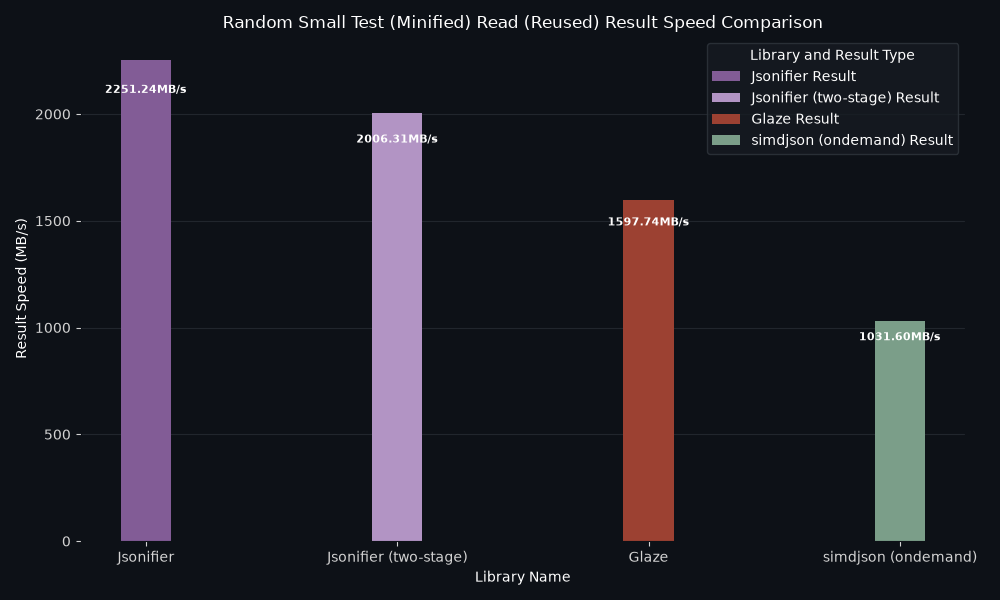 Random Small Test (Minified) Read (Reused) Result Speed Comparison
Library and Result Type
Jsonifier Result
Jsonifier (two-stage) Result
Glaze Result
simdjson (ondemand) Result
2251.24MB/s
2006.31MB/s
1597.74MB/s
1031.60MB/s
Result Speed (MB/s)
2000
1500
1000
500
0
Jsonifier
Jsonifier (two-stage)
Glaze
simdjson (ondemand)
Library Name